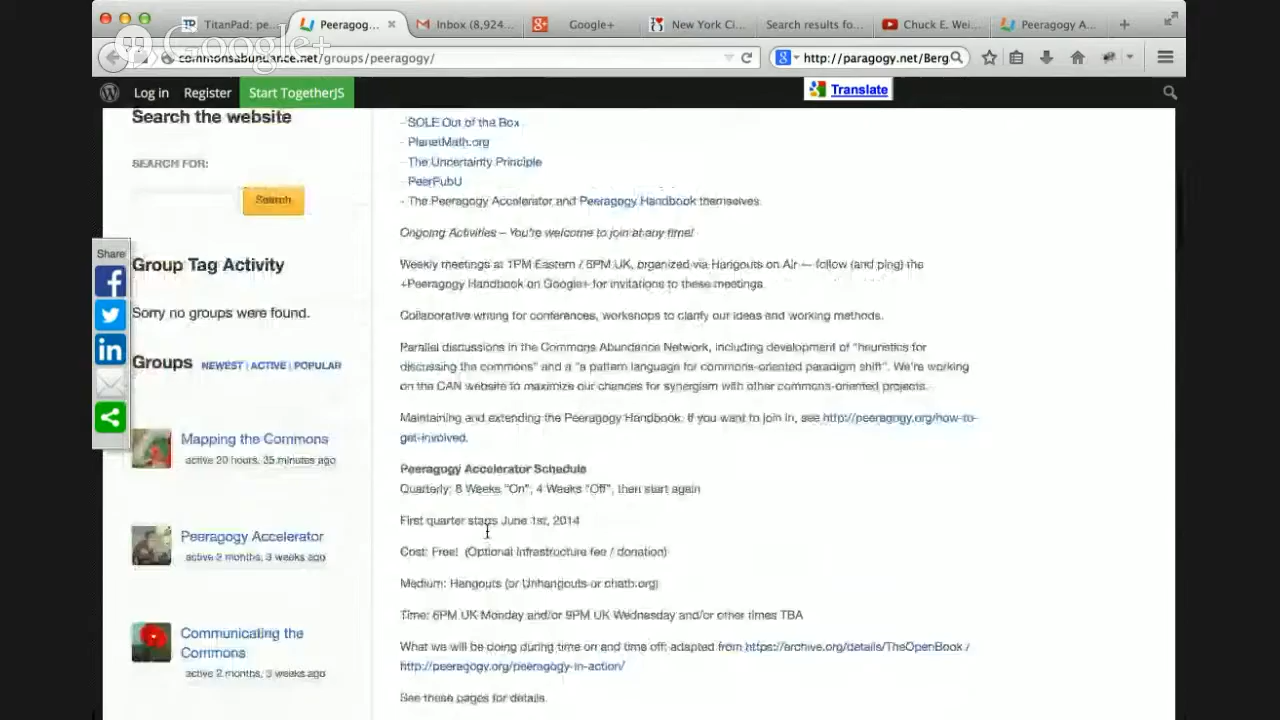 TitanPad: pe...
Peeragog...
Inbox (8,924...
Google+
New York Ci...
Search results fo...
Chuck E. Wei...
Peeragogy A...
Google+
commonsabundance.net/groups/peeragogy/
http://paragogy.net/Berg
Log in
Register
Start TogetherJS
Translate
Search the website
SEARCH FOR:
Search
Share
Group Tag Activity
Sorry no groups were found.
Groups NEWEST | ACTIVE | POPULAR
Mapping the Commons
active 20 hours, 35 minutes ago
Peeragogy Accelerator
active 2 months, 3 weeks ago
Communicating the
Commons
active 2 months, 3 weeks ago
- SOLE Out of the Box
- PlanetMath.org
- The Uncertainty Principle
- PeerPubU
- The Peeragogy Accelerator and Peeragogy Handbook themselves.
Ongoing Activities – You're welcome to join at any time!
Weekly meetings at 1PM Eastern / 6PM UK, organized via Hangouts on Air — follow (and ping) the
+Peeragogy Handbook on Google+ for invitations to these meetings.
Collaborative writing for conferences, workshops to clarify our ideas and working methods.
Parallel discussions in the Commons Abundance Network, including development of "heuristics for
discussing the commons" and a "a pattern language for commons-oriented paradigm shift". We're working
on the CAN website to maximize our chances for synergism with other commons-oriented projects.
Maintaining and extending the Peeragogy Handbook. If you want to join in, see http://peeragogy.org/how-to-
get-involved.
Peeragogy Accelerator Schedule
Quarterly: 8 Weeks "On", 4 Weeks "Off", then start again
First quarter starts June 1st, 2014
Cost: Free! (Optional infrastructure fee / donation)
Medium: Hangouts (or Unhangouts or chatb.org)
Time: 6PM UK Monday and/or 9PM UK Wednesday and/or other times TBA
What we will be doing during time on and time off: adapted from https://archive.org/details/TheOpenBook /
http://peeragogy.org/peeragogy-in-action/
See these pages for details.